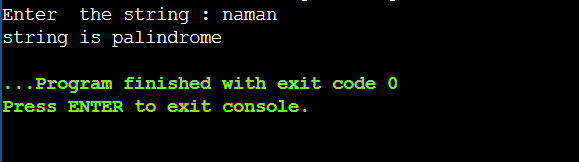 Enter  the string : naman
string is palindrome
...Program finished with exit code 0
Press ENTER to exit console.